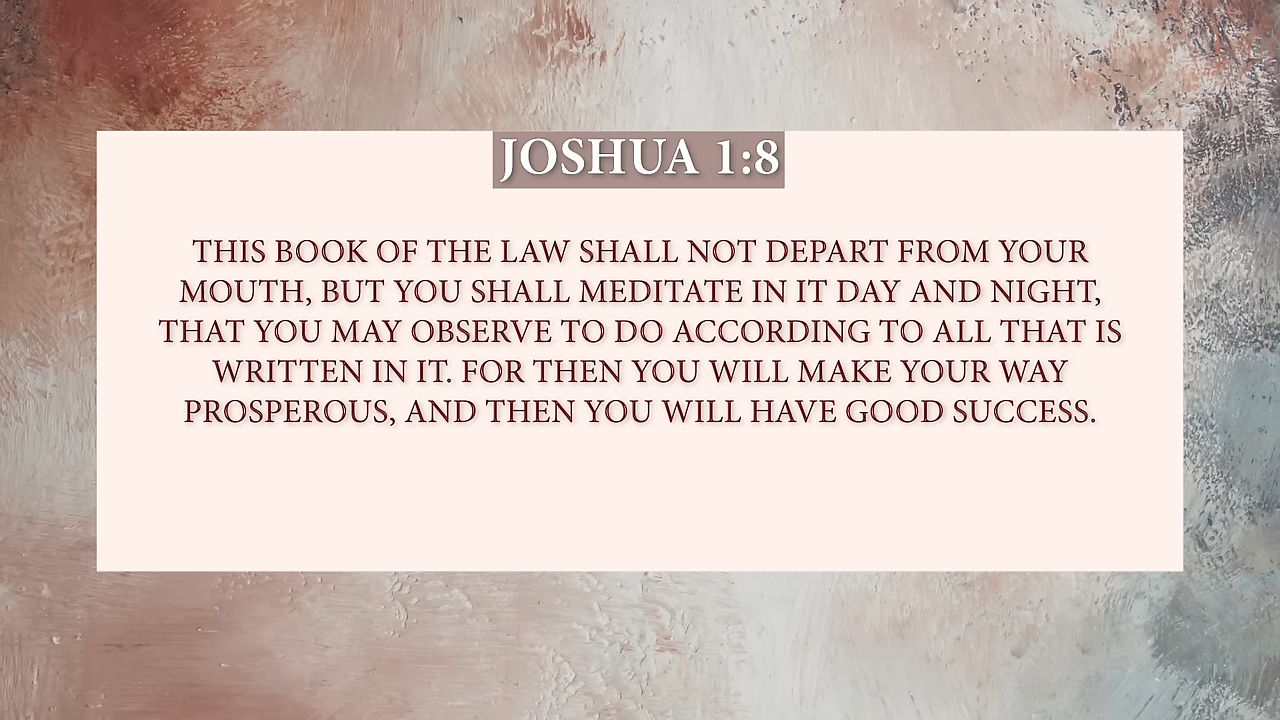 JOSHUA 1:8
THIS BOOK OF THE LAW SHALL NOT DEPART FROM YOUR
MOUTH, BUT YOU SHALL MEDITATE IN IT DAY AND NIGHT,
THAT YOU MAY OBSERVE TO DO ACCORDING TO ALL THAT IS
WRITTEN IN IT. FOR THEN YOU WILL MAKE YOUR WAY
PROSPEROUS, AND THEN YOU WILL HAVE GOOD SUCCESS.